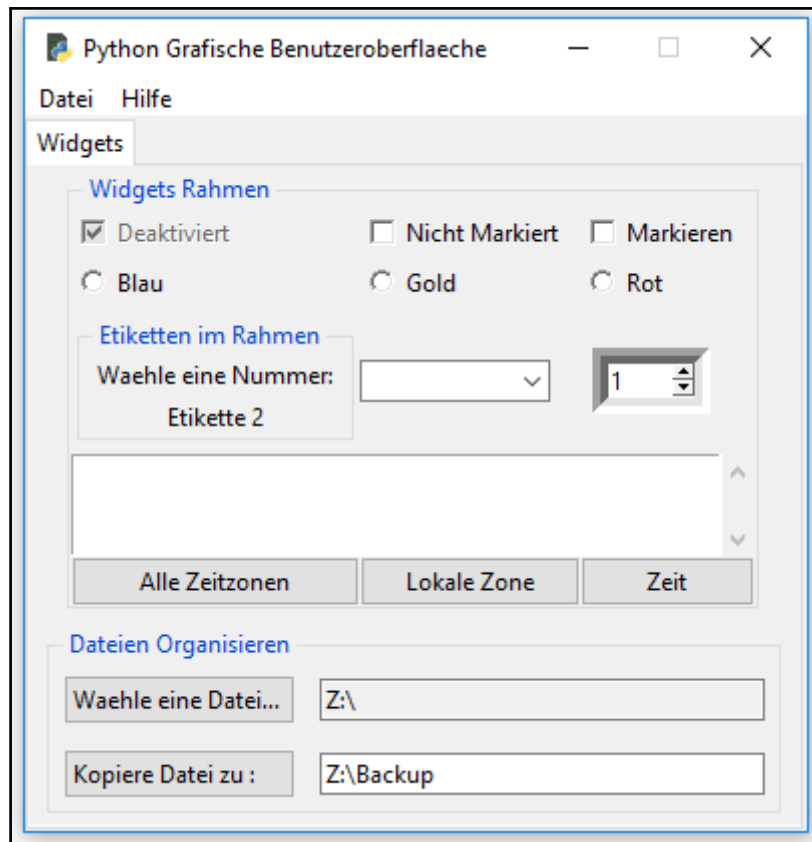 Python Grafische Benutzeroberflaeche
Datei Hilfe
Widgets
Widgets Rahmen
Deaktiviert Nicht Markiert Markieren
Blau Gold Rot
Etiketten im Rahmen
Waehle eine Nummer: 1
Etikette 2
Alle Zeitzonen Lokale Zone Zeit
Dateien Organisieren
Waehle eine Datei... Z:\
Kopiere Datei zu : Z:\Backup